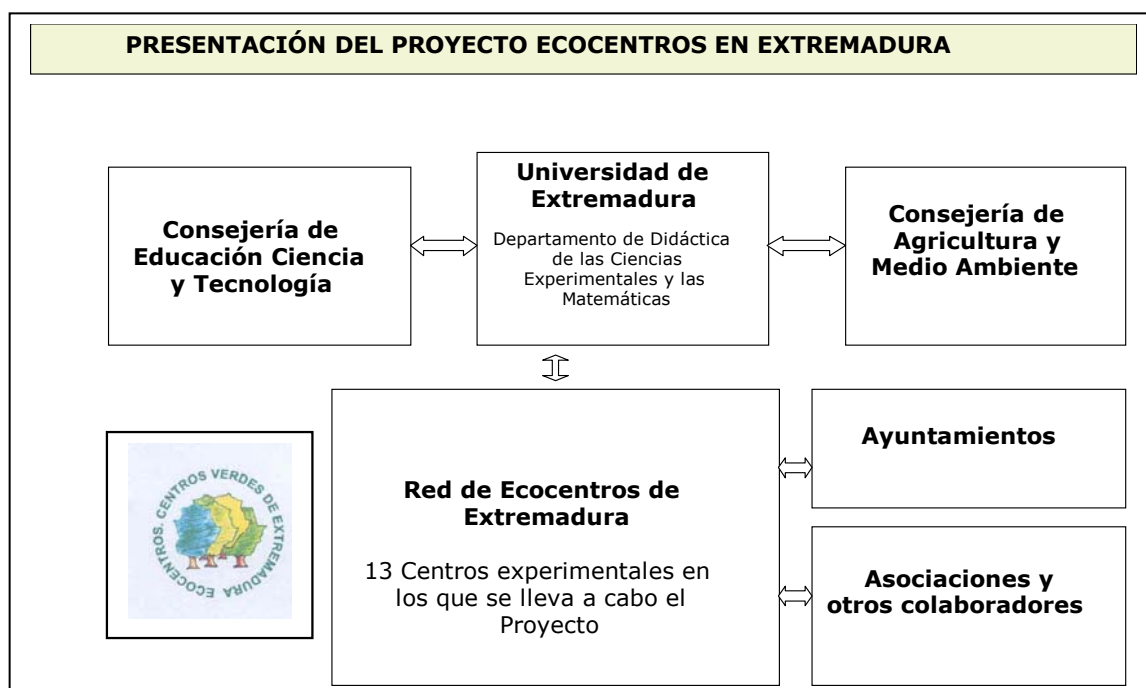 PRESENTACIÓN DEL PROYECTO ECOCENTROS EN EXTREMADURA
Consejería de
Educación Ciencia
y Tecnología
Universidad de
Extremadura
Departamento de Didáctica
de las Ciencias
Experimentales y las
Matemáticas
Consejería de
Agricultura y
Medio Ambiente
ECOCENTROS. CENTROS VERDES DE EXTREMADURA
Red de Ecocentros de
Extremadura
13 Centros experimentales en
los que se lleva a cabo el
Proyecto
Ayuntamientos
Asociaciones y
otros colaboradores